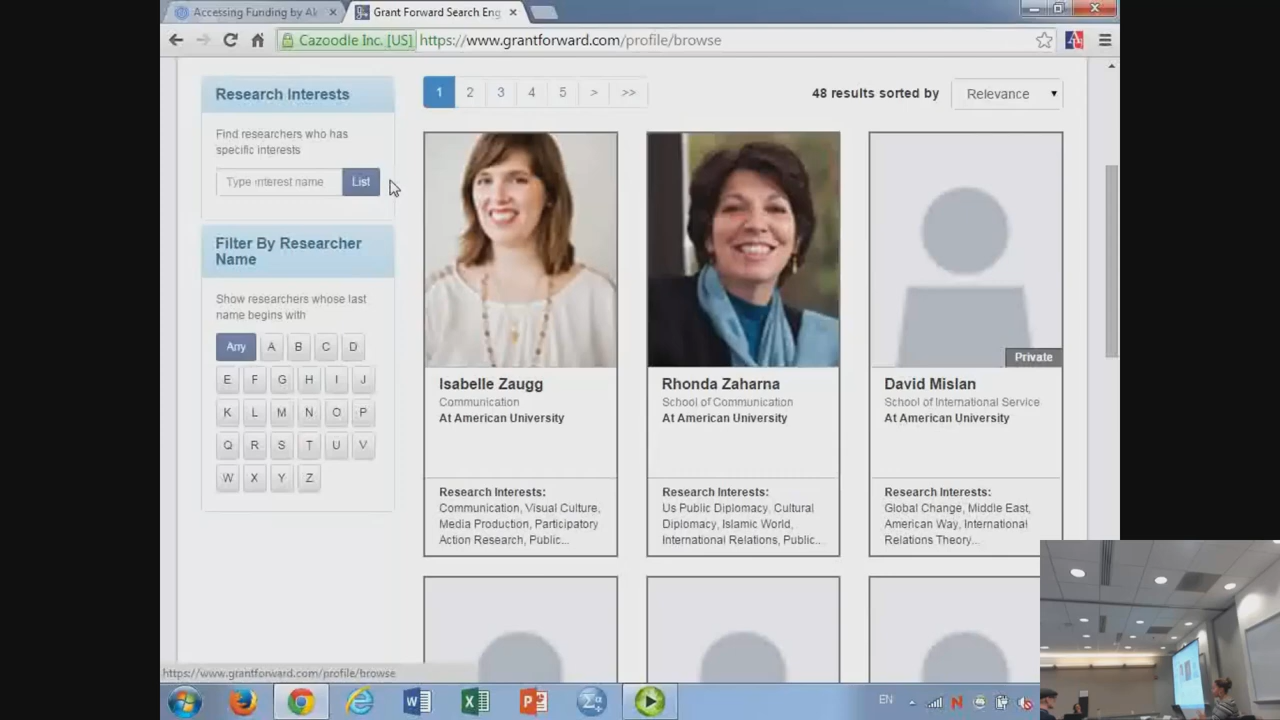 Accessing Funding by Al
Grant Forward Search Eng
Cazoodle Inc. [US]
https://www.grantforward.com/profile/browse
Research Interests
Find researchers who has
specific interests
Type interest name
List
Filter By Researcher
Name
Show researchers whose last
name begins with
Any A B C D
E F G H I J
K L M N O P
Q R S T U V
W X Y Z
1 2 3 4 5 > >>
48 results sorted by
Relevance
Isabelle Zaugg
Communication
At American University
Research Interests:
Communication, Visual Culture,
Media Production, Participatory
Action Research, Public...
Rhonda Zaharna
School of Communication
At American University
Research Interests:
Us Public Diplomacy, Cultural
Diplomacy, Islamic World,
International Relations, Public...
Private
David Mislan
School of International Service
At American University
Research Interests:
Global Change, Middle East,
American Way, International
Relations Theory...
https://www.grantforward.com/profile/browse
EN